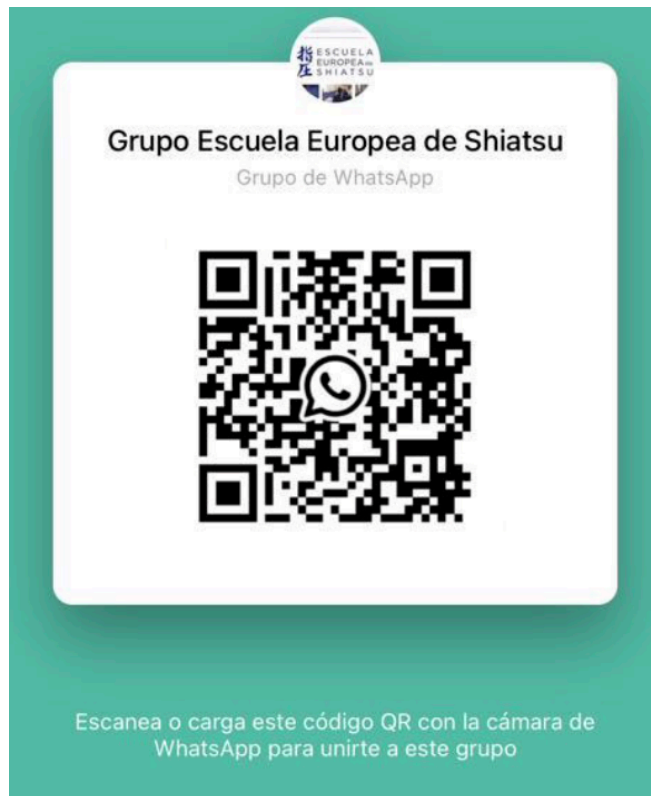 指圧
ESCUELA
EUROPEA DE
SHIATSU
Grupo Escuela Europea de Shiatsu
Grupo de WhatsApp
Escanea o carga este código QR con la cámara de
WhatsApp para unirte a este grupo